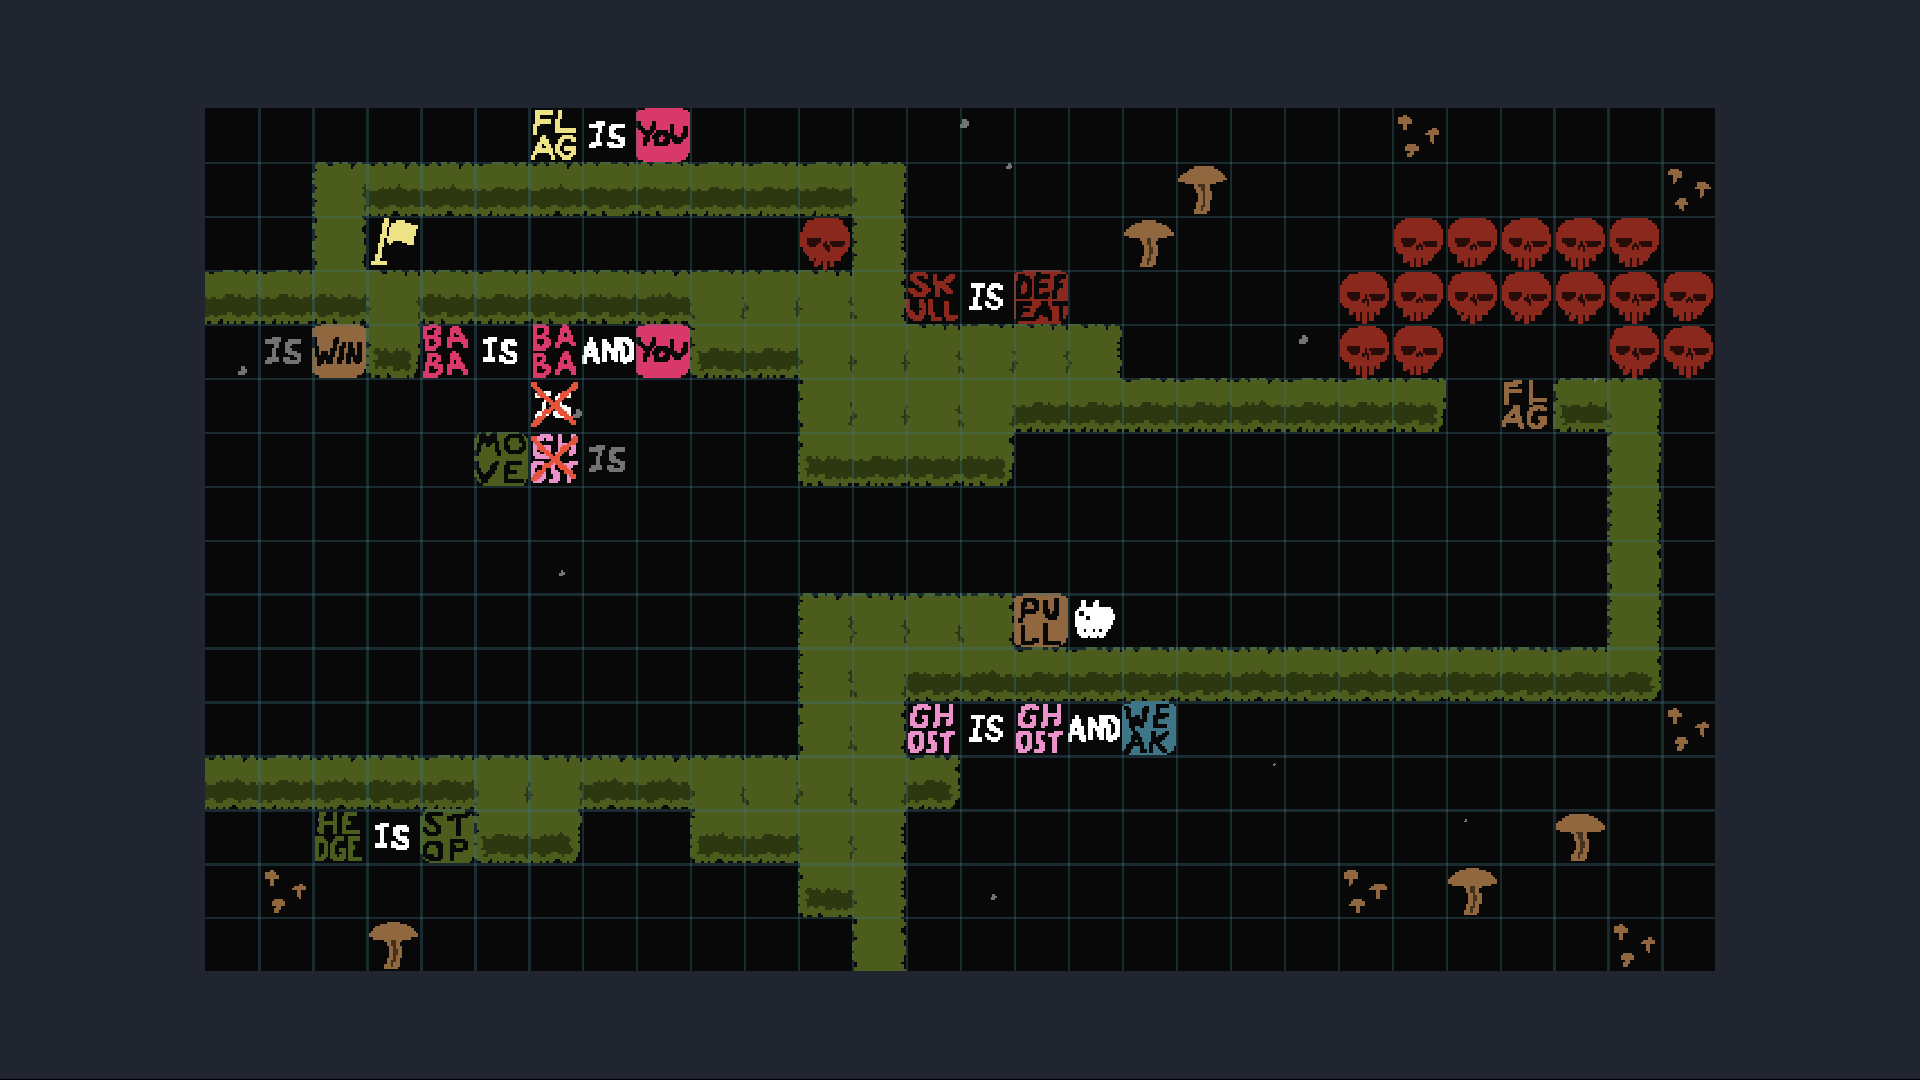 FLAG IS YOU
SKULL IS DEFEAT
IS WIN BABA IS BABA AND YOU
IS FLAG
MOVE GHOST IS
PULL
GHOST IS GHOST AND WEAK
HEDGE IS STOP